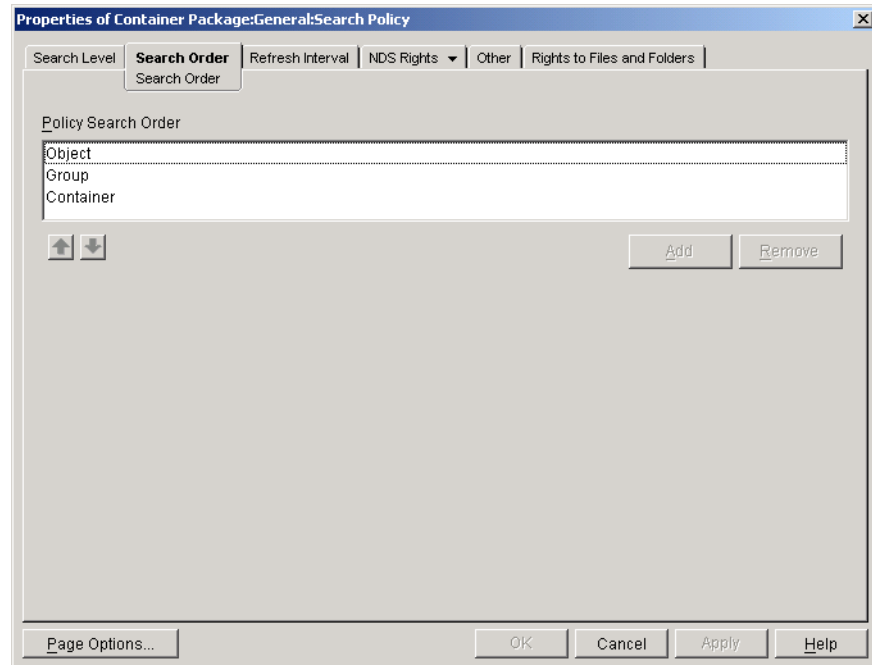 Properties of Container Package:General:Search Policy
Search Level Search Order Refresh Interval NDS Rights Other Rights to Files and Folders
Search Order
Policy Search Order
Object
Group
Container
Add Remove
Page Options... OK Cancel Apply Help